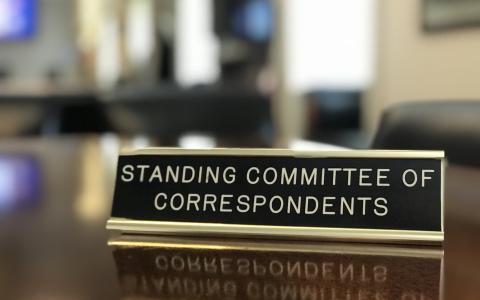 STANDING COMMITTEE OF
CORRESPONDENTS